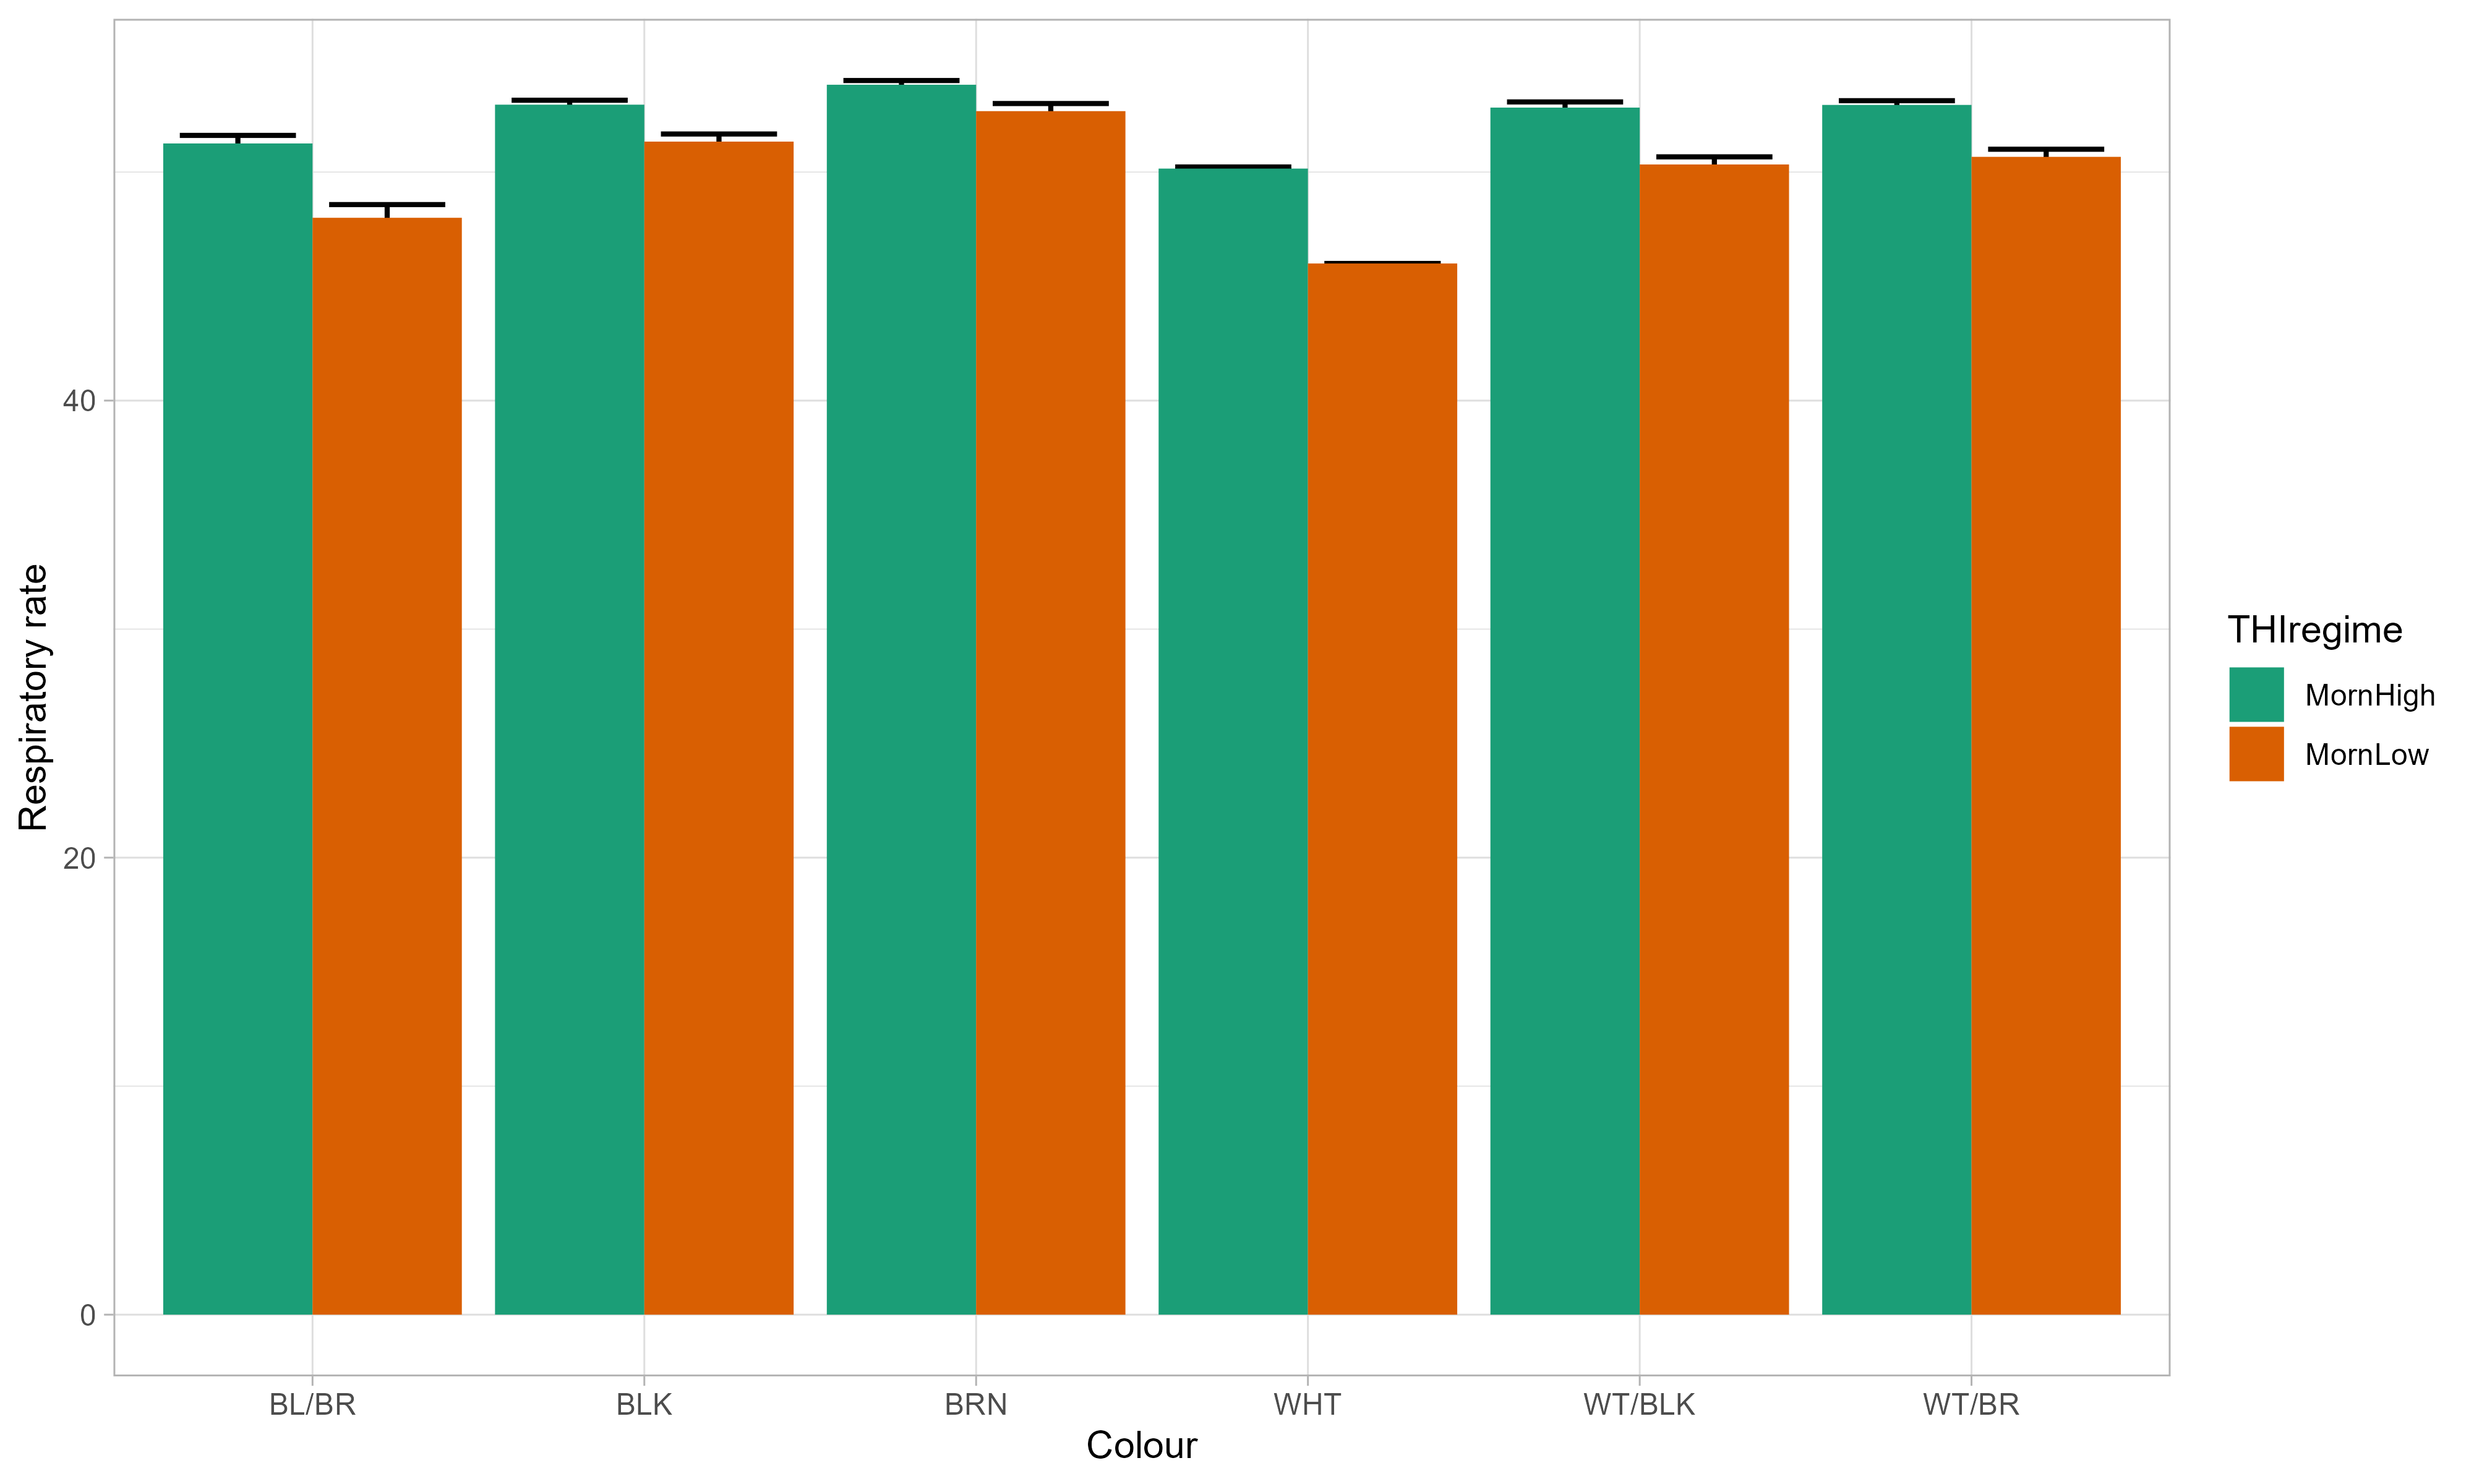 Respiratory rate
40
20
0
BL/BR BLK BRN WHT WT/BLK WT/BR
Colour
THIregime
MornHigh
MornLow